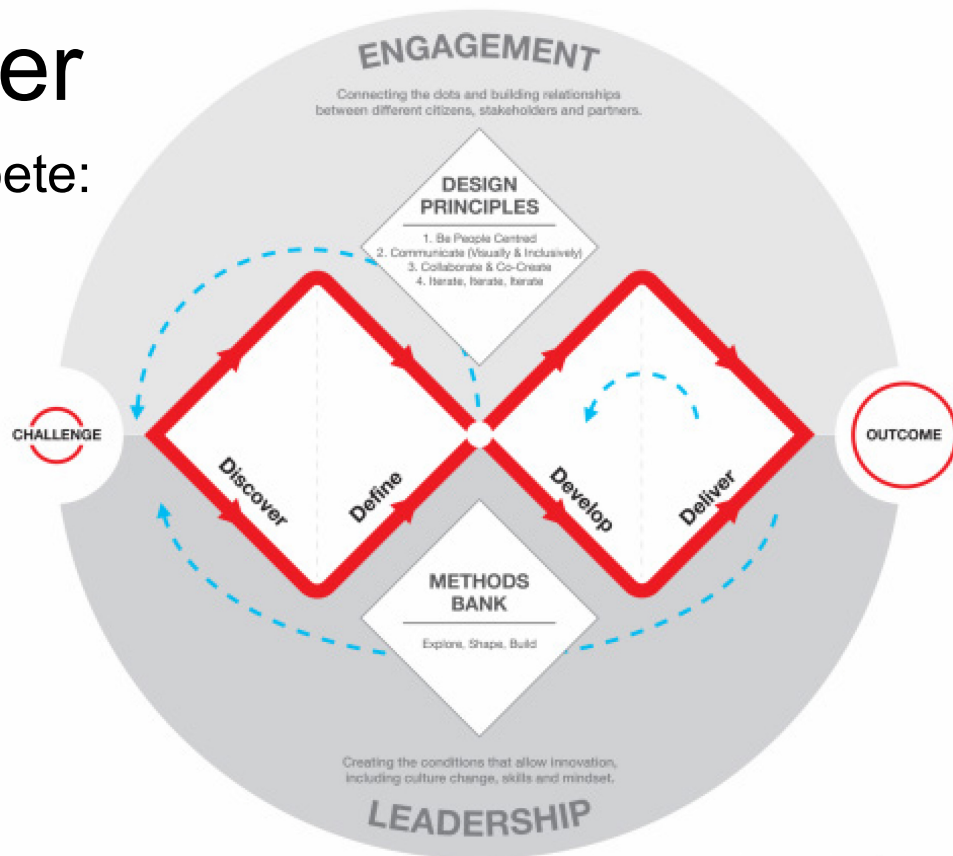 er
ete:
ENGAGEMENT
Connecting the dots and building relationships
between different citizens, stakeholders and partners.
DESIGN
PRINCIPLES
1. Be People Centred
2. Communicate (Visually & Inclusively)
3. Collaborate & Co-Create
4. Iterate, Iterate, Iterate
CHALLENGE
OUTCOME
Discover
Define
Develop
Deliver
METHODS
BANK
Explore, Shape, Build
Creating the conditions that allow innovation,
including culture change, skills and mindset.
LEADERSHIP